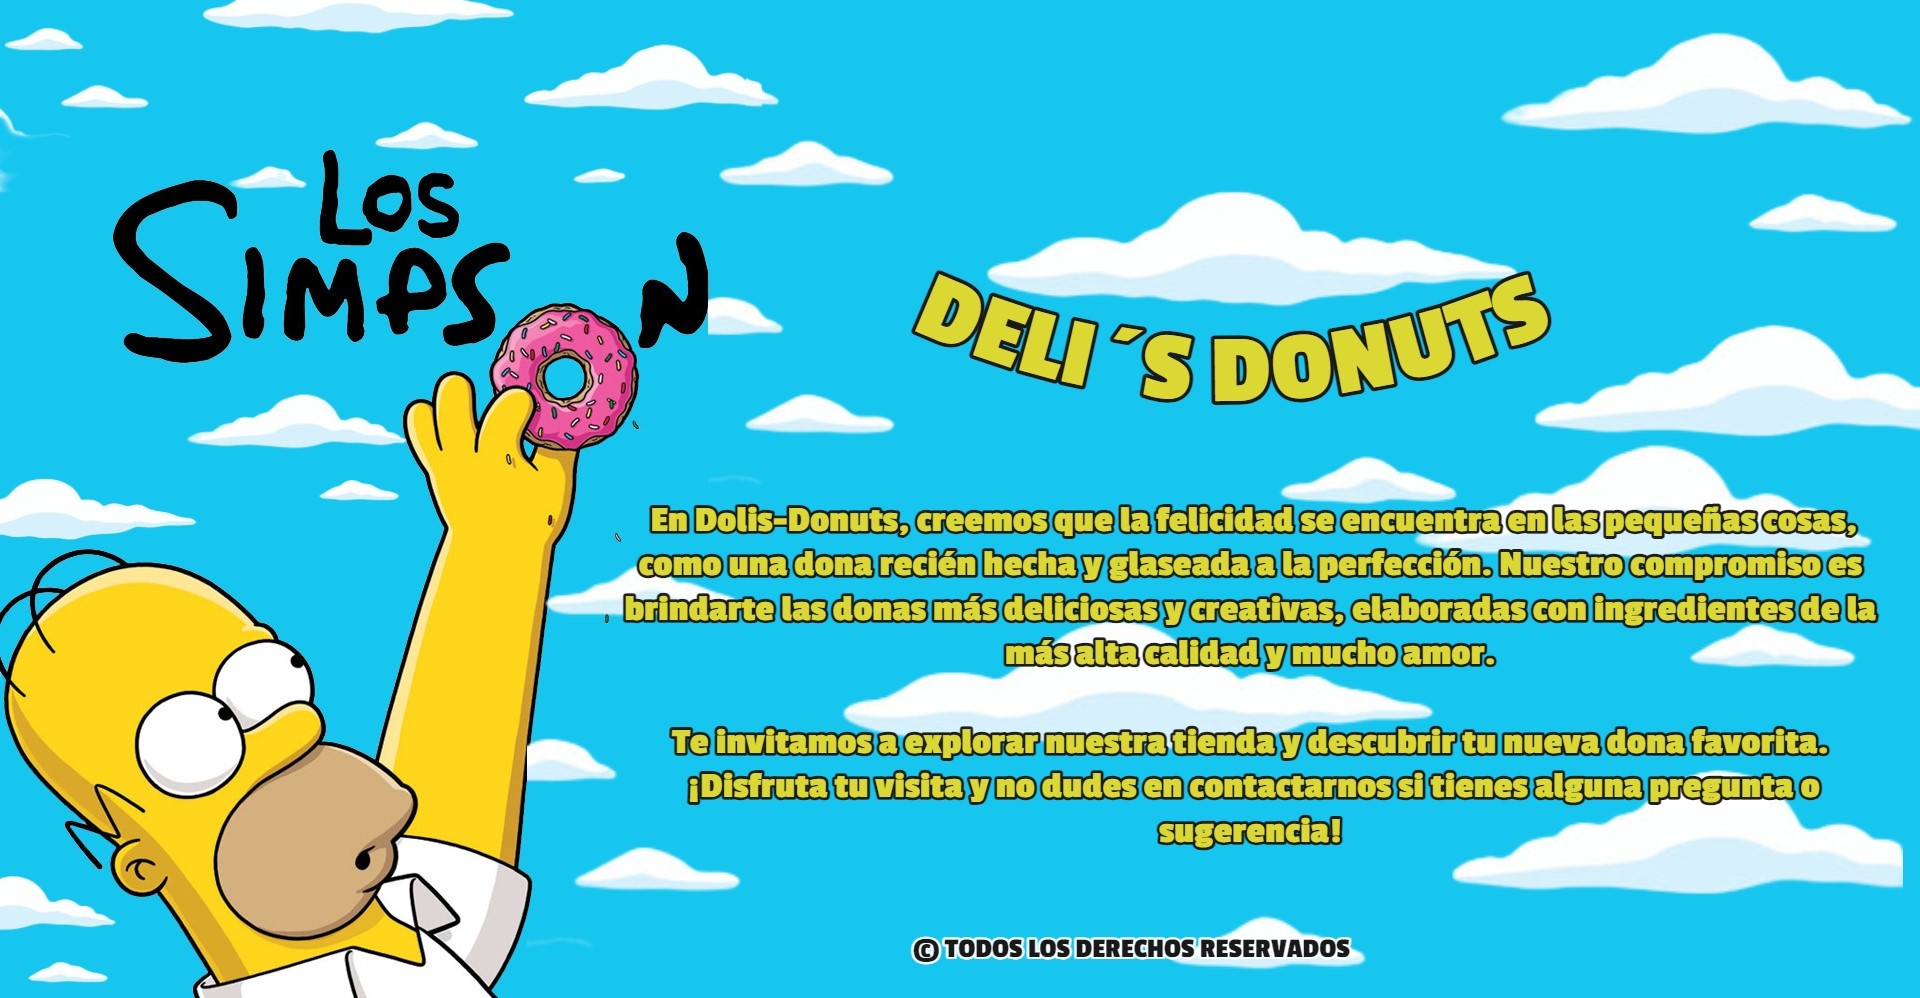 Los
SIMPSON
DELI ´S DONUTS
En Dolis-Donuts, creemos que la felicidad se encuentra en las pequeñas cosas,
como una dona recién hecha y glaseada a la perfección. Nuestro compromiso es
brindarte las donas más deliciosas y creativas, elaboradas con ingredientes de la
más alta calidad y mucho amor.
Te invitamos a explorar nuestra tienda y descubrir tu nueva dona favorita.
¡Disfruta tu visita y no dudes en contactarnos si tienes alguna pregunta o
sugerencia!
© TODOS LOS DERECHOS RESERVADOS